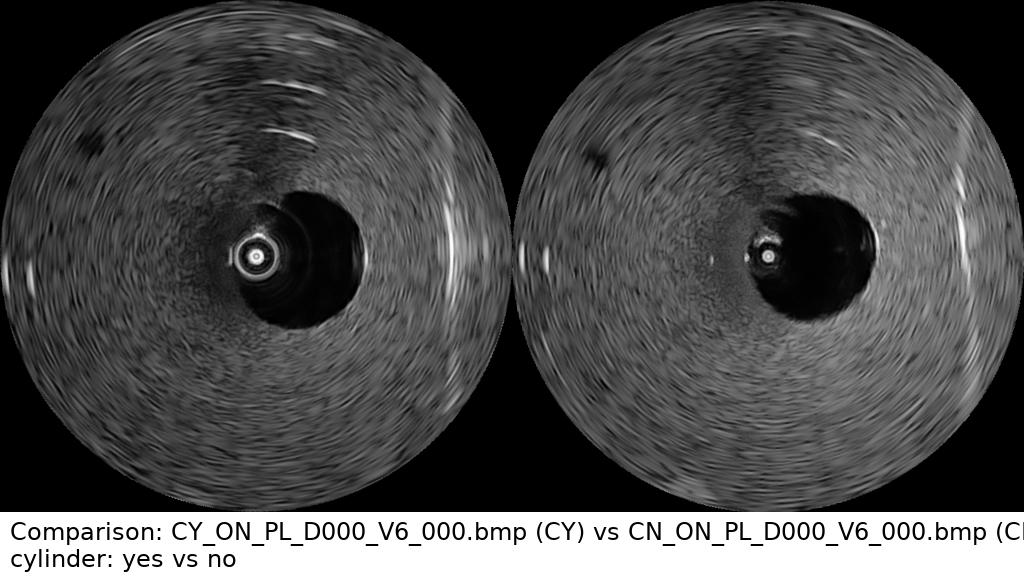 Comparison: CY_ON_PL_D000_V6_000.bmp (CY) vs CN_ON_PL_D000_V6_000.bmp
cylinder: yes vs no